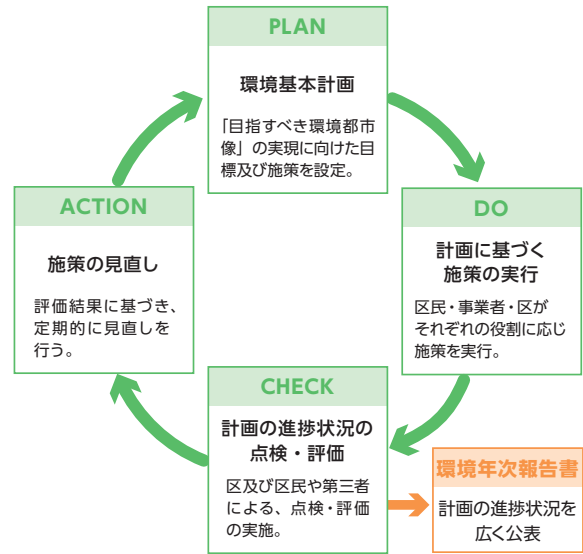 PLAN
環境基本計画
「目指すべき環境都市
像」の実現に向けた目
標及び施策を設定。
DO
計画に基づく
施策の実行
区民・事業者・区が
それぞれの役割に応じ
施策を実行。
CHECK
計画の進捗状況の
点検・評価
区及び区民や第三者
による、点検・評価
の実施。
環境年次報告書
計画の進捗状況を
広く公表
ACTION
施策の見直し
評価結果に基づき、
定期的に見直しを
行う。